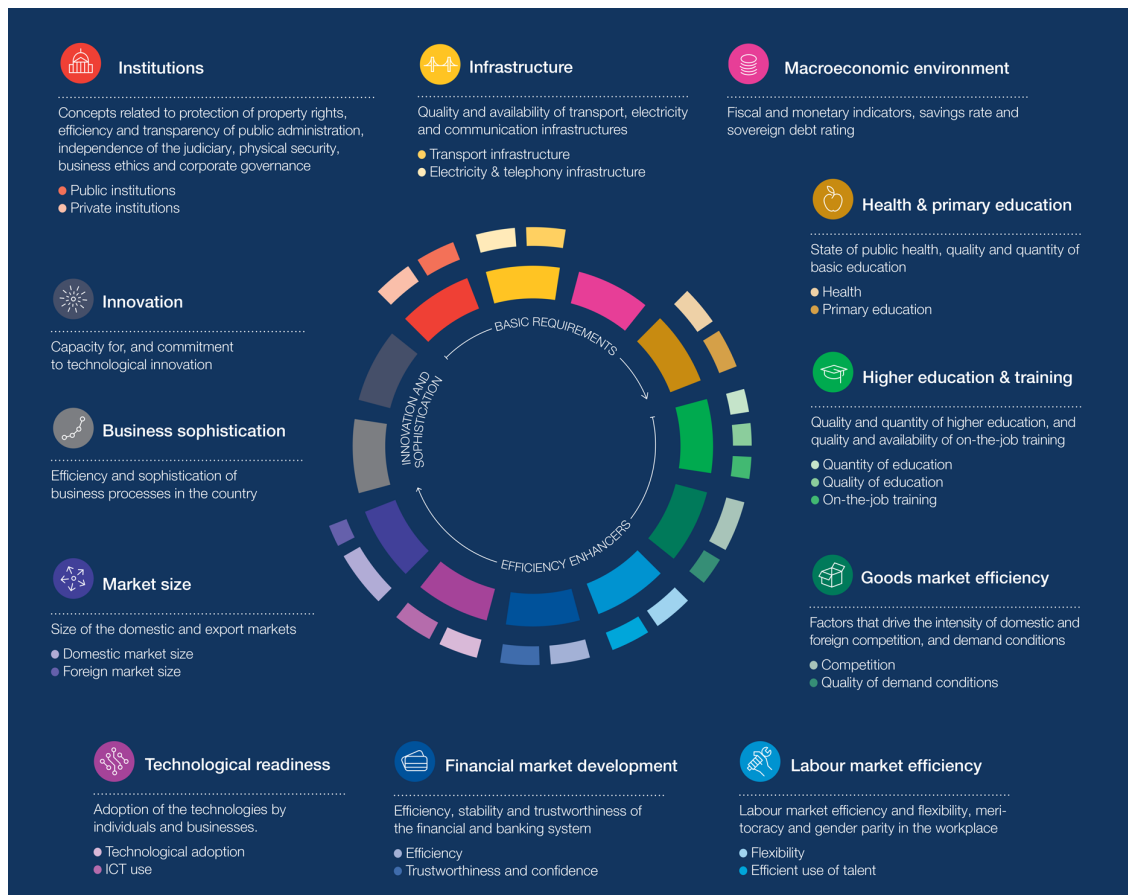 Institutions
Concepts related to protection of property rights,
efficiency and transparency of public administration,
independence of the judiciary, physical security,
business ethics and corporate governance
Public institutions
Private institutions
Infrastructure
Quality and availability of transport, electricity
and communication infrastructures
Transport infrastructure
Electricity & telephony infrastructure
Macroeconomic environment
Fiscal and monetary indicators, savings rate and
sovereign debt rating
Health & primary education
State of public health, quality and quantity of
basic education
Health
Primary education
Innovation
Capacity for, and commitment
to technological innovation
BASIC REQUIREMENTS
INNOVATION AND
SOPHISTICATION
EFFICIENCY ENHANCERS
Higher education & training
Quality and quantity of higher education, and
quality and availability of on-the-job training
Quantity of education
Quality of education
On-the-job training
Business sophistication
Efficiency and sophistication of
business processes in the country
Market size
Size of the domestic and export markets
Domestic market size
Foreign market size
Goods market efficiency
Factors that drive the intensity of domestic and
foreign competition, and demand conditions
Competition
Quality of demand conditions
Technological readiness
Adoption of the technologies by
individuals and businesses.
Technological adoption
ICT use
Financial market development
Efficiency, stability and trustworthiness of
the financial and banking system
Efficiency
Trustworthiness and confidence
Labour market efficiency
Labour market efficiency and flexibility, meri-
tocracy and gender parity in the workplace
Flexibility
Efficient use of talent